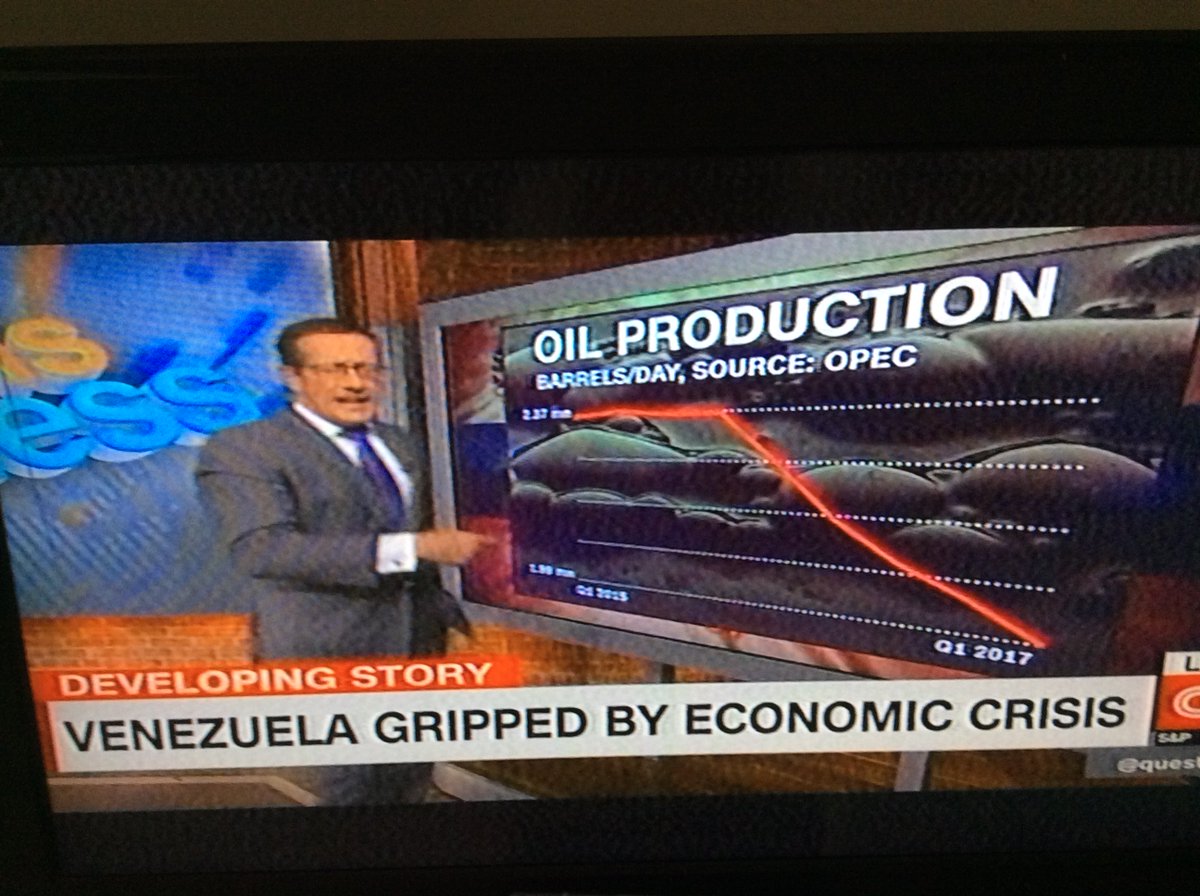 ess
OIL PRODUCTION
BARRELS/DAY, SOURCE: OPEC
2.37 mn
1.99 mn
Q1 2015
Q1 2017
DEVELOPING STORY
VENEZUELA GRIPPED BY ECONOMIC CRISIS
S&P
@quest